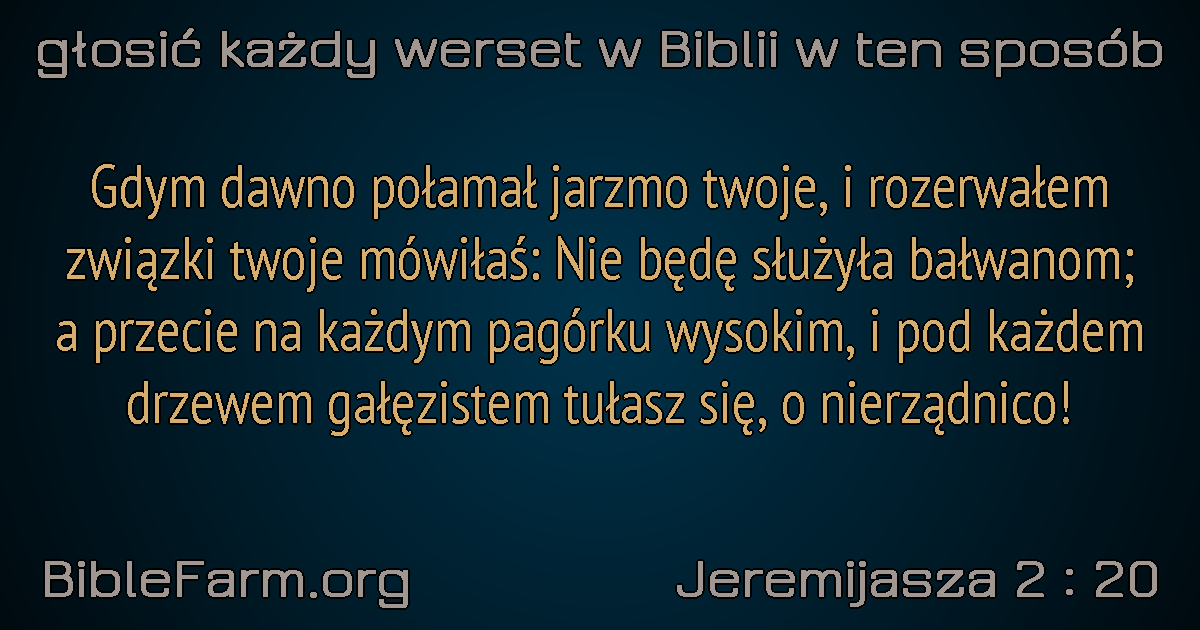 głosić każdy werset w Biblii w ten sposób
Gdym dawno połamał jarzmo twoje, i rozerwałem
związki twoje mówiłaś: Nie będę służyła bałwanom;
a przecie na każdym pagórku wysokim, i pod każdem
drzewem gałęzistem tułasz się, o nierządnico!
BibleFarm.org
Jeremijasza 2 : 20